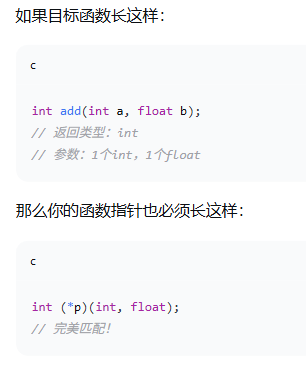 如果目标函数长这样：
c
int add(int a, float b);
// 返回类型：int
// 参数：1个int，1个float
那么你的函数指针也必须长这样：
c
int (*p)(int, float);
// 完美匹配！